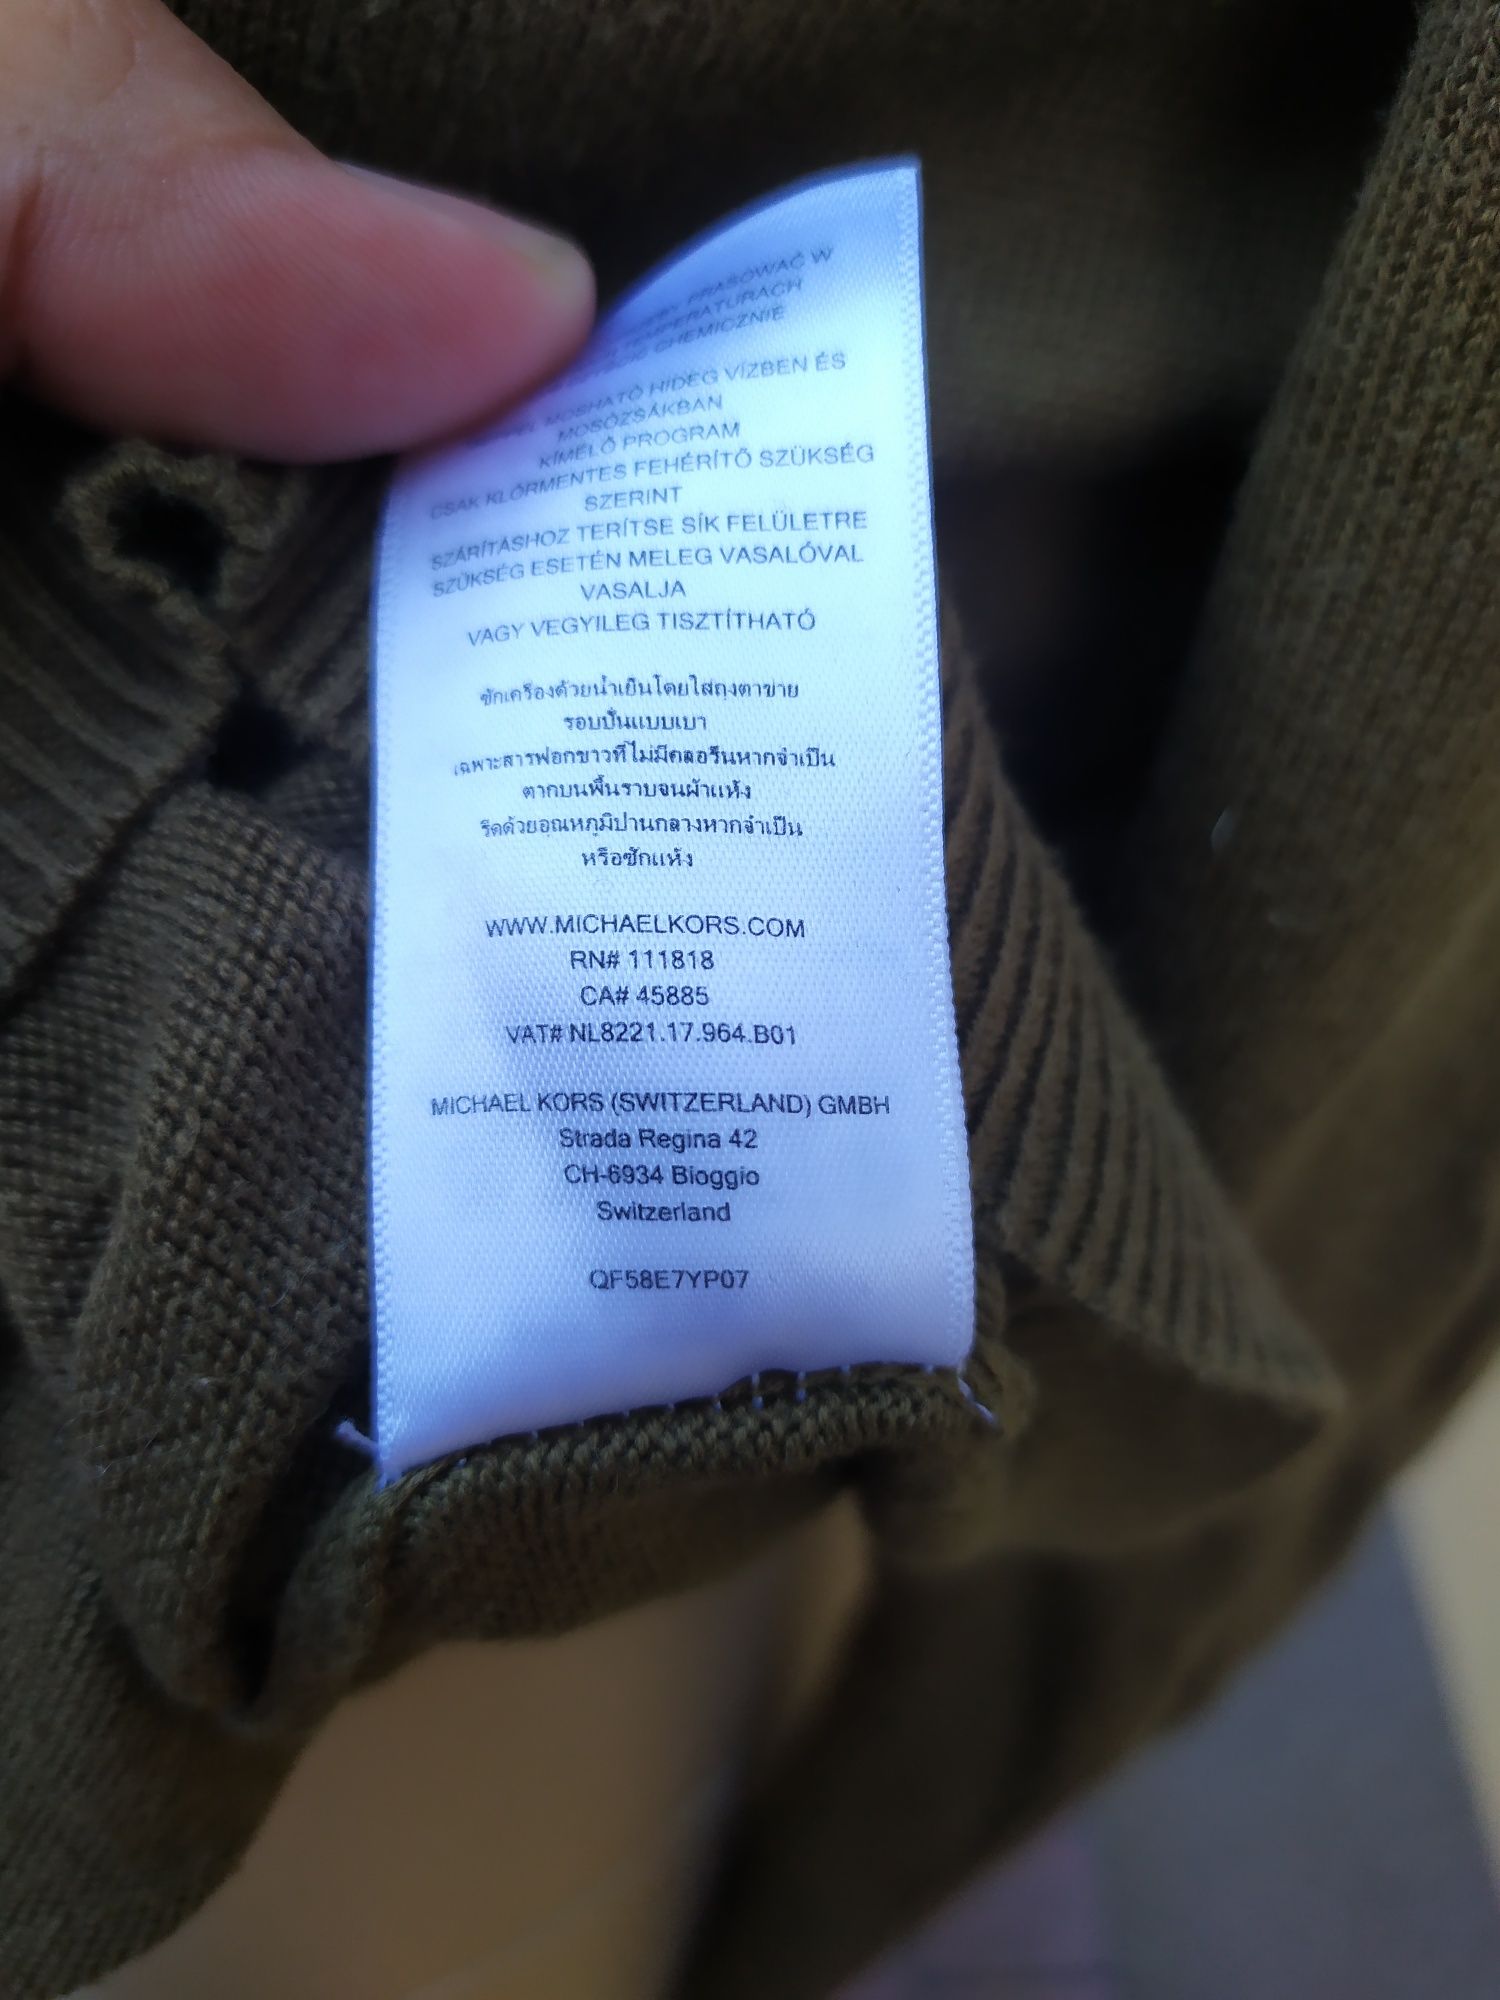 PRASOWAĆ W
TEMPERATURACH
CHEMICZNIE
MOSHATÓ HIDEG VÍZBEN ÉS
MOSÓZSÁKBAN
KÍMÉLŐ PROGRAM
CSAK KLÓRMENTES FEHÉRÍTŐ SZÜKSÉG
SZERINT
SZÁRÍTÁSHOZ TERÍTSE SÍK FELÜLETRE
SZÜKSÉG ESETÉN MELEG VASALÓVAL
VASALJA
VAGY VEGYILEG TISZTÍTHATÓ
ซักเครื่องด้วยน้ำเย็นโดยใส่ถุงตาข่าย
รอบปั่นแบบเบา
เฉพาะสารฟอกขาวที่ไม่มีคลอรีนหากจำเป็น
ตากบนพื้นราบจนผ้าแห้ง
รีดด้วยอุณหภูมิปานกลางหากจำเป็น
หรือซักแห้ง
WWW.MICHAELKORS.COM
RN# 111818
CA# 45885
VAT# NL8221.17.964.B01
MICHAEL KORS (SWITZERLAND) GMBH
Strada Regina 42
CH-6934 Bioggio
Switzerland
QF58E7YP07